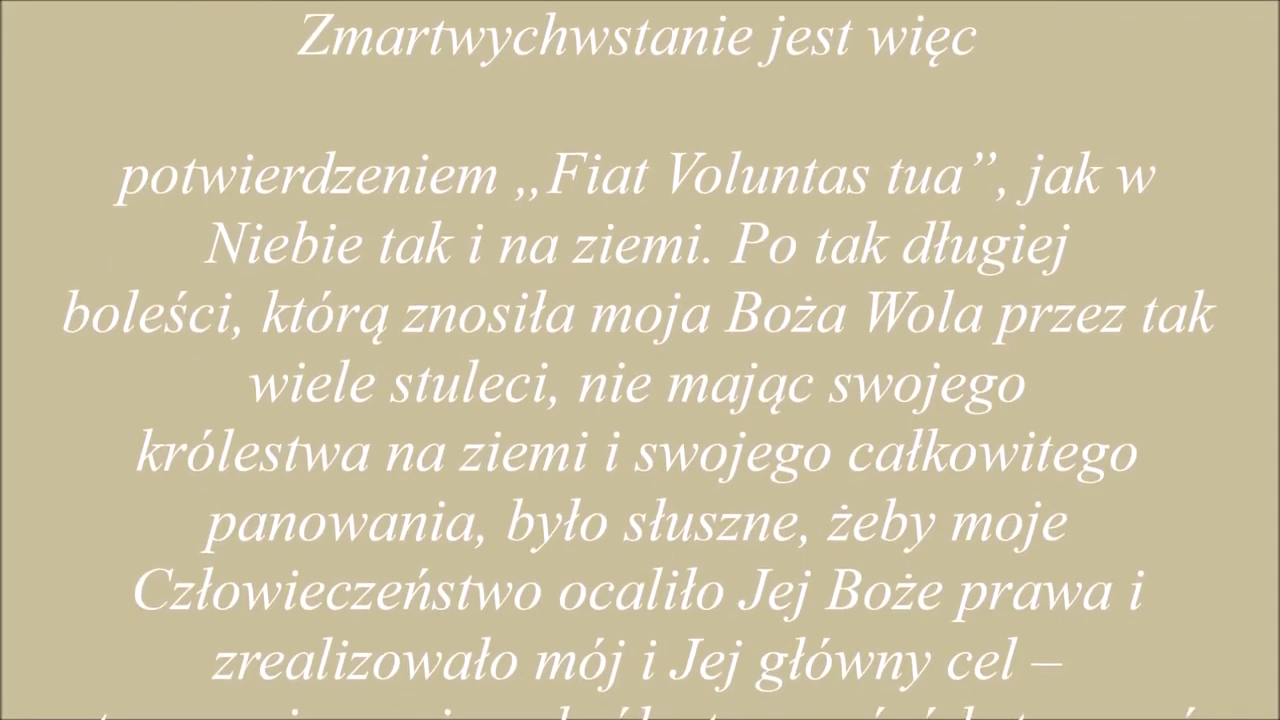 Zmartwychwstanie jest więc
potwierdzeniem „Fiat Voluntas tua”, jak w
Niebie tak i na ziemi. Po tak długiej
boleści, którą znosiła moja Boża Wola przez tak
wiele stuleci, nie mając swojego
królestwa na ziemi i swojego całkowitego
panowania, było słuszne, żeby moje
Człowieczeństwo ocaliło Jej Boże prawa i
zrealizowało mój i Jej główny cel –